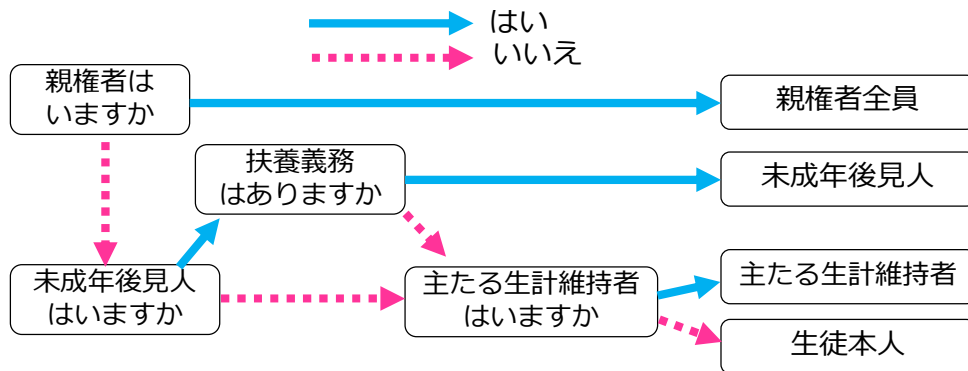 はい
いいえ
親権者は
いますか
親権者全員
扶養義務
はありますか
未成年後見人
未成年後見人
はいますか
主たる生計維持者
はいますか
主たる生計維持者
生徒本人